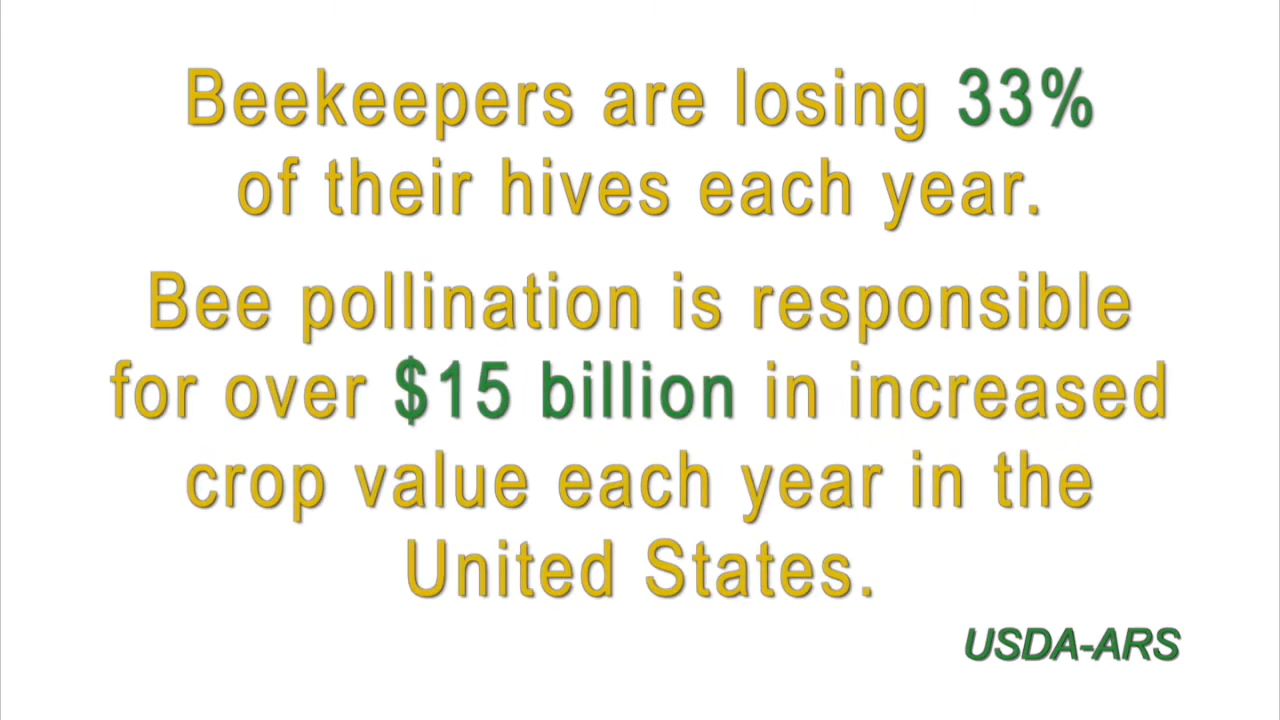 Beekeepers are losing 33%
of their hives each year.
Bee pollination is responsible
for over $15 billion in increased
crop value each year in the
United States.
USDA-ARS